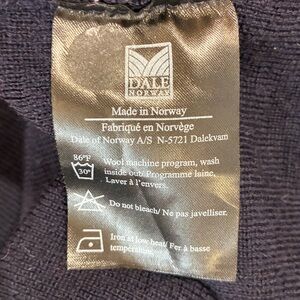 DALE
NORWAY
Made in Norway
Fabriqué en Norvège
Dale of Norway A/S N-5721 Dalekvam
86°F
30°
Wool machine program, wash
inside out/Programme laine,
Laver à l'envers.
Do not bleach/ Ne pas javelliser.
Iron at low heat/ Fer à basse
température